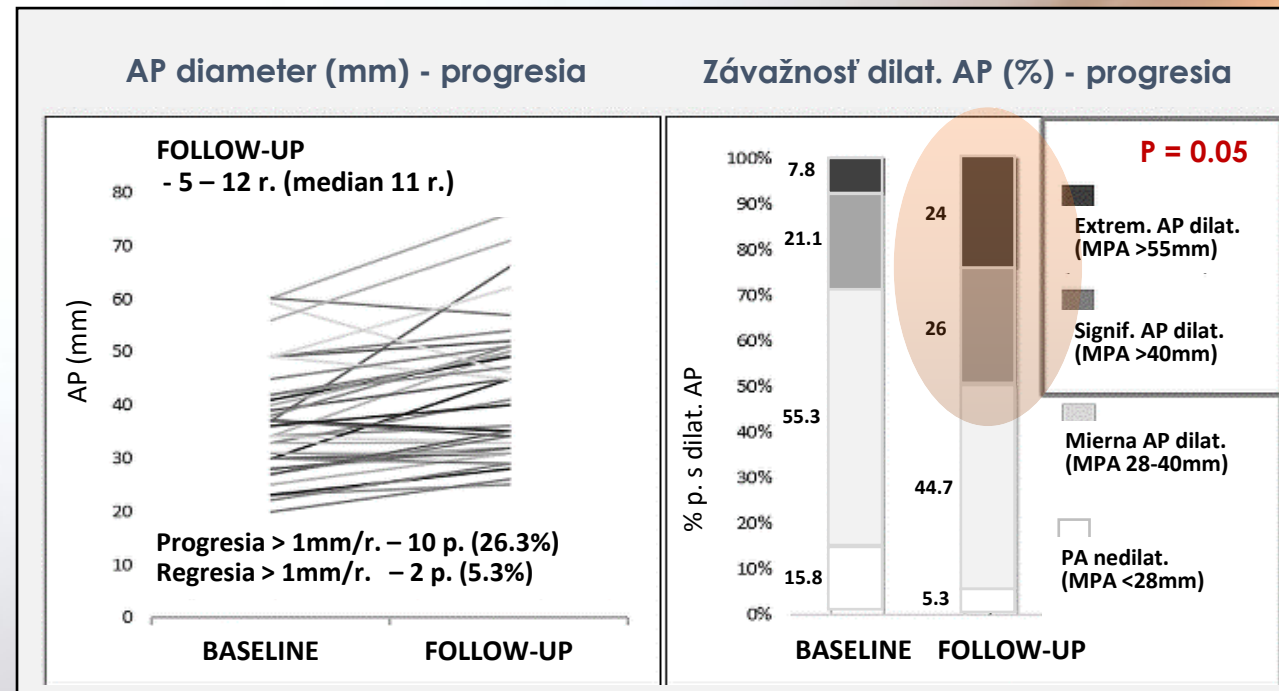 AP diameter (mm) - progresia
FOLLOW-UP
- 5 – 12 r. (median 11 r.)
AP (mm)
80
70
60
50
40
30
20
10
0
Progresia > 1mm/r. – 10 p. (26.3%)
Regresia > 1mm/r. – 2 p. (5.3%)
BASELINE FOLLOW-UP
Závažnosť dilat. AP (%) - progresia
% p. s dilat. AP
100%
90%
80%
70%
60%
50%
40%
30%
20%
10%
0%
7.8
21.1
55.3
15.8
24
26
44.7
5.3
BASELINE FOLLOW-UP
P = 0.05
Extrem. AP dilat.
(MPA >55mm)
Signif. AP dilat.
(MPA >40mm)
Mierna AP dilat.
(MPA 28-40mm)
PA nedilat.
(MPA <28mm)